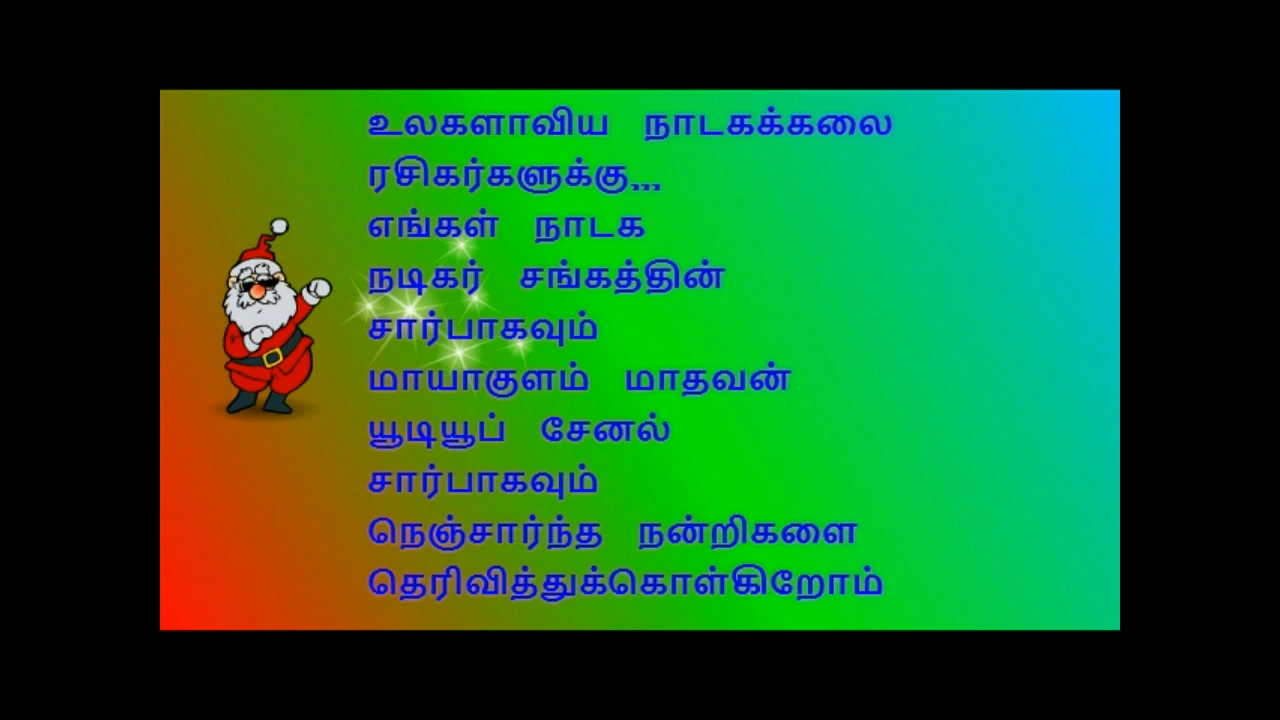 உலகளாவிய நாடகக்கலை
ரசிகர்களுக்கு...
எங்கள் நாடக
நடிகர் சங்கத்தின்
சார்பாகவும்
மாயாகுளம் மாதவன்
யூடியூப் சேனல்
சார்பாகவும்
நெஞ்சார்ந்த நன்றிகளை
தெரிவித்துக்கொள்கிறோம்